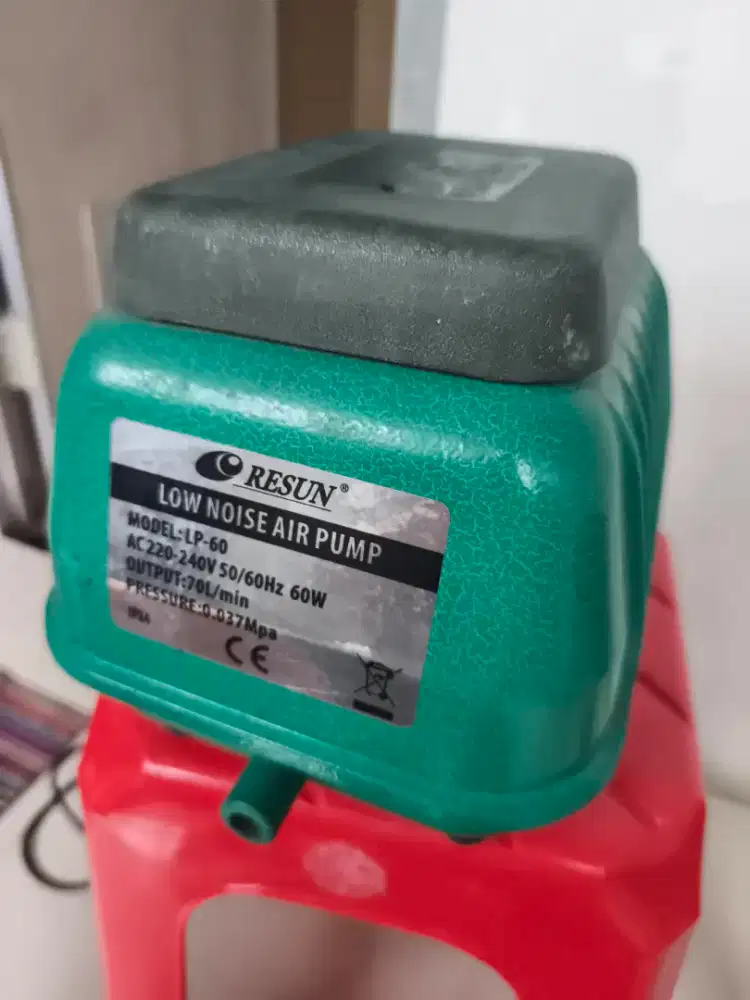 RESUN®
LOW NOISE AIR PUMP
MODEL:LP-60
AC220-240V 50/60Hz 60W
OUTPUT:70L/min
PRESSURE:0.037Mpa
IPX4
CE